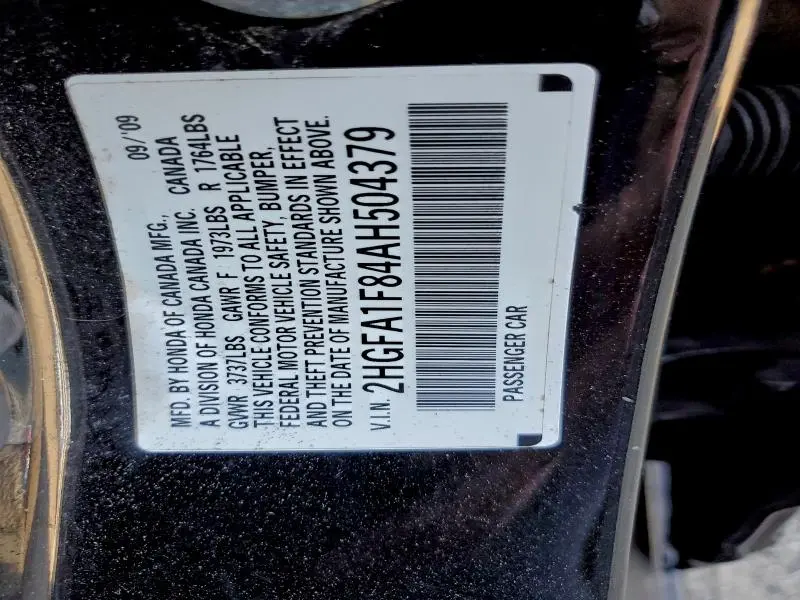 MFD. BY HONDA OF CANADA MFG., 09/'09
A DIVISION OF HONDA CANADA INC. CANADA
GVWR 3737LBS GAWR F 1973LBS R 1764LBS
THIS VEHICLE CONFORMS TO ALL APPLICABLE
FEDERAL MOTOR VEHICLE SAFETY, BUMPER,
AND THEFT PREVENTION STANDARDS IN EFFECT
ON THE DATE OF MANUFACTURE SHOWN ABOVE.
V.I.N. 2HGFA1F84AH504379
PASSENGER CAR